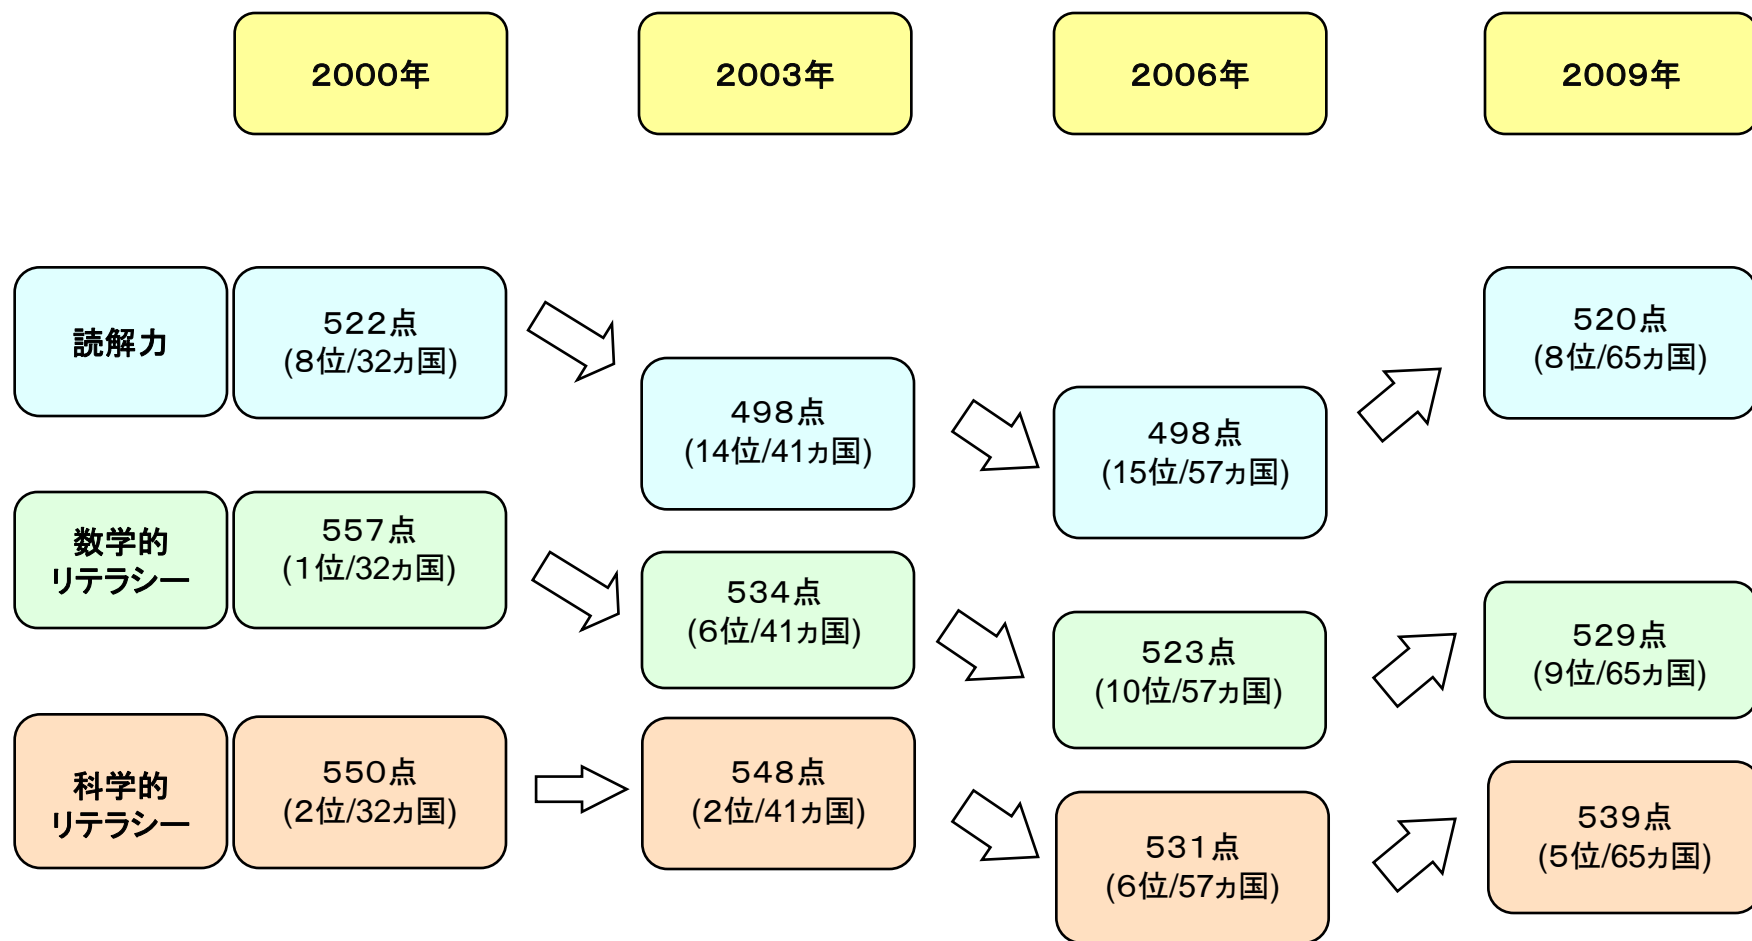 2000年
2003年
2006年
2009年
読解力
522点
(8位/32ヵ国)
498点
(14位/41ヵ国)
498点
(15位/57ヵ国)
520点
(8位/65ヵ国)
数学的
リテラシー
557点
(1位/32ヵ国)
534点
(6位/41ヵ国)
523点
(10位/57ヵ国)
529点
(9位/65ヵ国)
科学的
リテラシー
550点
(2位/32ヵ国)
548点
(2位/41ヵ国)
531点
(6位/57ヵ国)
539点
(5位/65ヵ国)